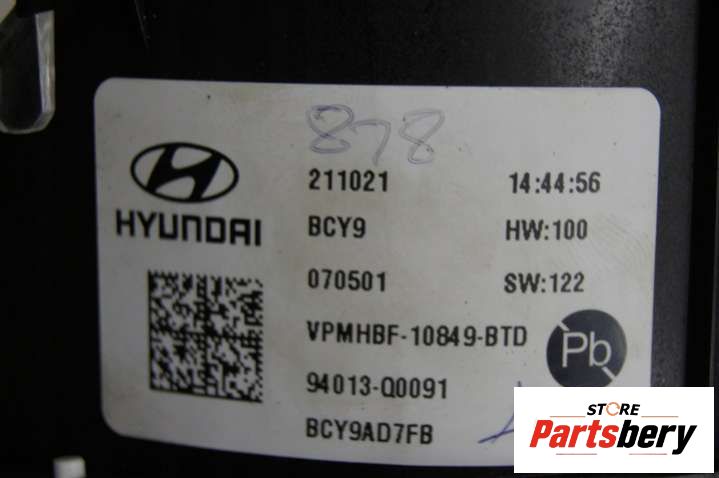 878
211021 14:44:56
HYUNDAI
BCY9 HW:100
070501 SW:122
VPMHBF-10849-BTD
Pb
94013-Q0091
BCY9AD7FB
STORE
Partsbery